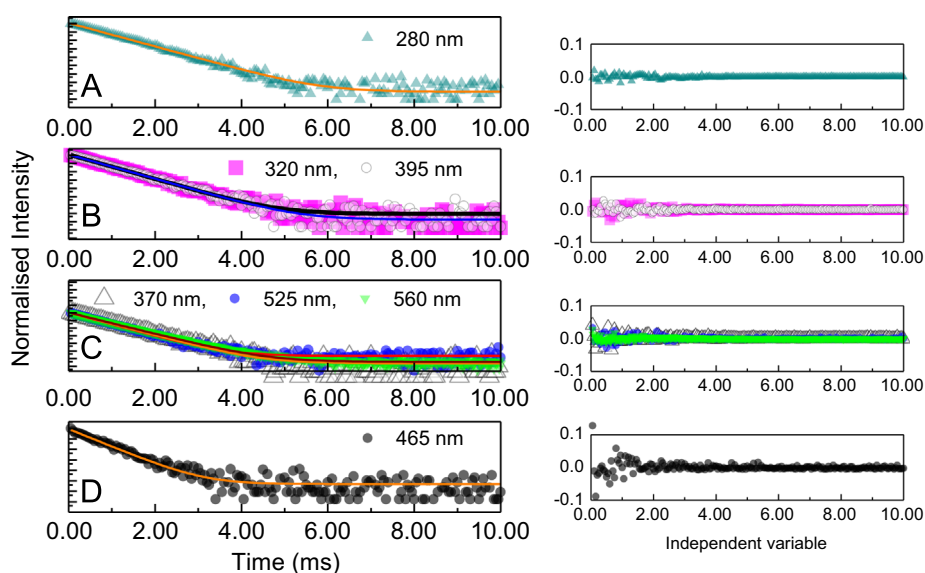 280 nm
A
0.00 2.00 4.00 6.00 8.00 10.00
0.1
0.0
-0.1
0.00 2.00 4.00 6.00 8.00 10.00
Normalised Intensity
320 nm, 395 nm
B
0.00 2.00 4.00 6.00 8.00 10.00
0.1
0.0
-0.1
0.00 2.00 4.00 6.00 8.00 10.00
370 nm, 525 nm, 560 nm
C
0.00 2.00 4.00 6.00 8.00 10.00
0.1
0.0
-0.1
0.00 2.00 4.00 6.00 8.00 10.00
465 nm
D
0.00 2.00 4.00 6.00 8.00 10.00
Time (ms)
0.1
0.0
-0.1
0.00 2.00 4.00 6.00 8.00 10.00
Independent variable